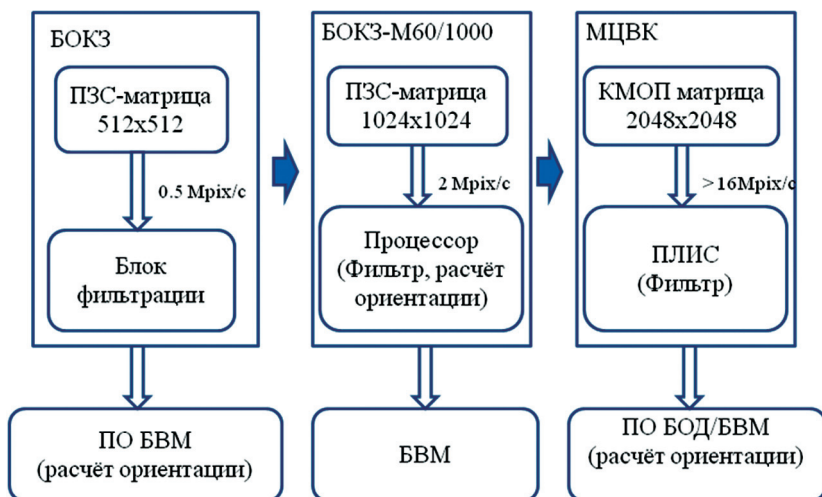 БОКЗ
ПЗС-матрица
512x512
0.5 Mpix/c
Блок
фильтрации
ПО БВМ
(расчёт ориентации)
БОКЗ-М60/1000
ПЗС-матрица
1024x1024
2 Mpix/c
Процессор
(Фильтр, расчёт
ориентации)
БВМ
МЦВК
КМОП матрица
2048x2048
>16Mpix/c
ПЛИС
(Фильтр)
ПО БОД/БВМ
(расчёт ориентации)